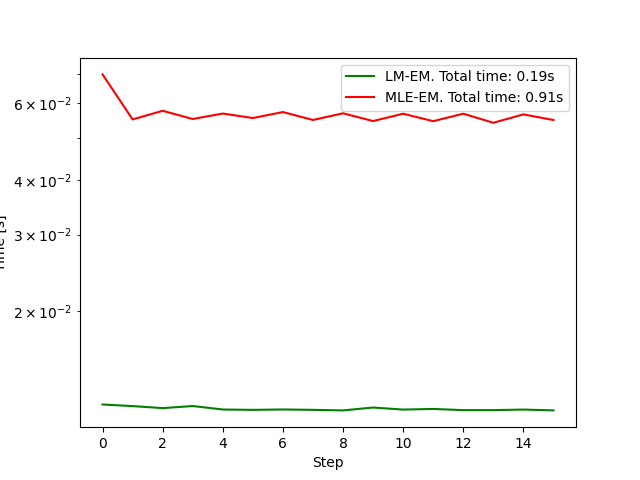 LM-EM. Total time: 0.19s
MLE-EM. Total time: 0.91s
6 × 10⁻²
4 × 10⁻²
3 × 10⁻²
2 × 10⁻²
[s]
0 2 4 6 8 10 12 14
Step